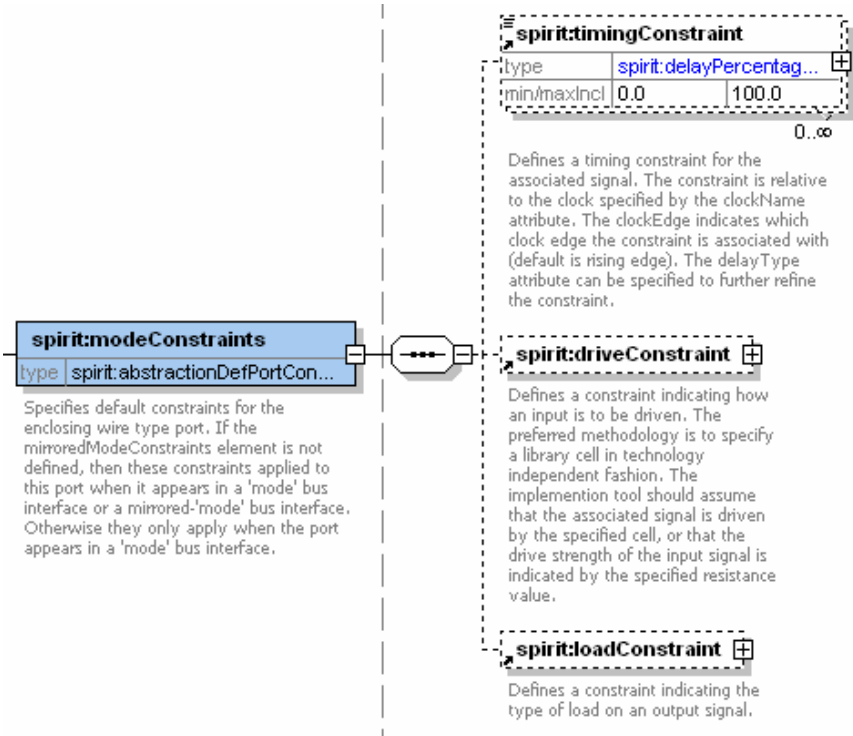 spirit:timingConstraint
type spirit:delayPercentag...
min/maxIncl 0.0 100.0
0..∞
Defines a timing constraint for the
associated signal. The constraint is relative
to the clock specified by the clockName
attribute. The clockEdge indicates which
clock edge the constraint is associated with
(default is rising edge). The delayType
attribute can be specified to further refine
the constraint.
spirit:modeConstraints
type spirit:abstractionDefPortCon...
Specifies default constraints for the
enclosing wire type port. If the
mirroredModeConstraints element is not
defined, then these constraints applied to
this port when it appears in a 'mode' bus
interface or a mirrored-'mode' bus interface.
Otherwise they only apply when the port
appears in a 'mode' bus interface.
spirit:driveConstraint
Defines a constraint indicating how
an input is to be driven. The
preferred methodology is to specify
a library cell in technology
independent fashion. The
implemention tool should assume
that the associated signal is driven
by the specified cell, or that the
drive strength of the input signal is
indicated by the specified resistance
value.
spirit:loadConstraint
Defines a constraint indicating the
type of load on an output signal.